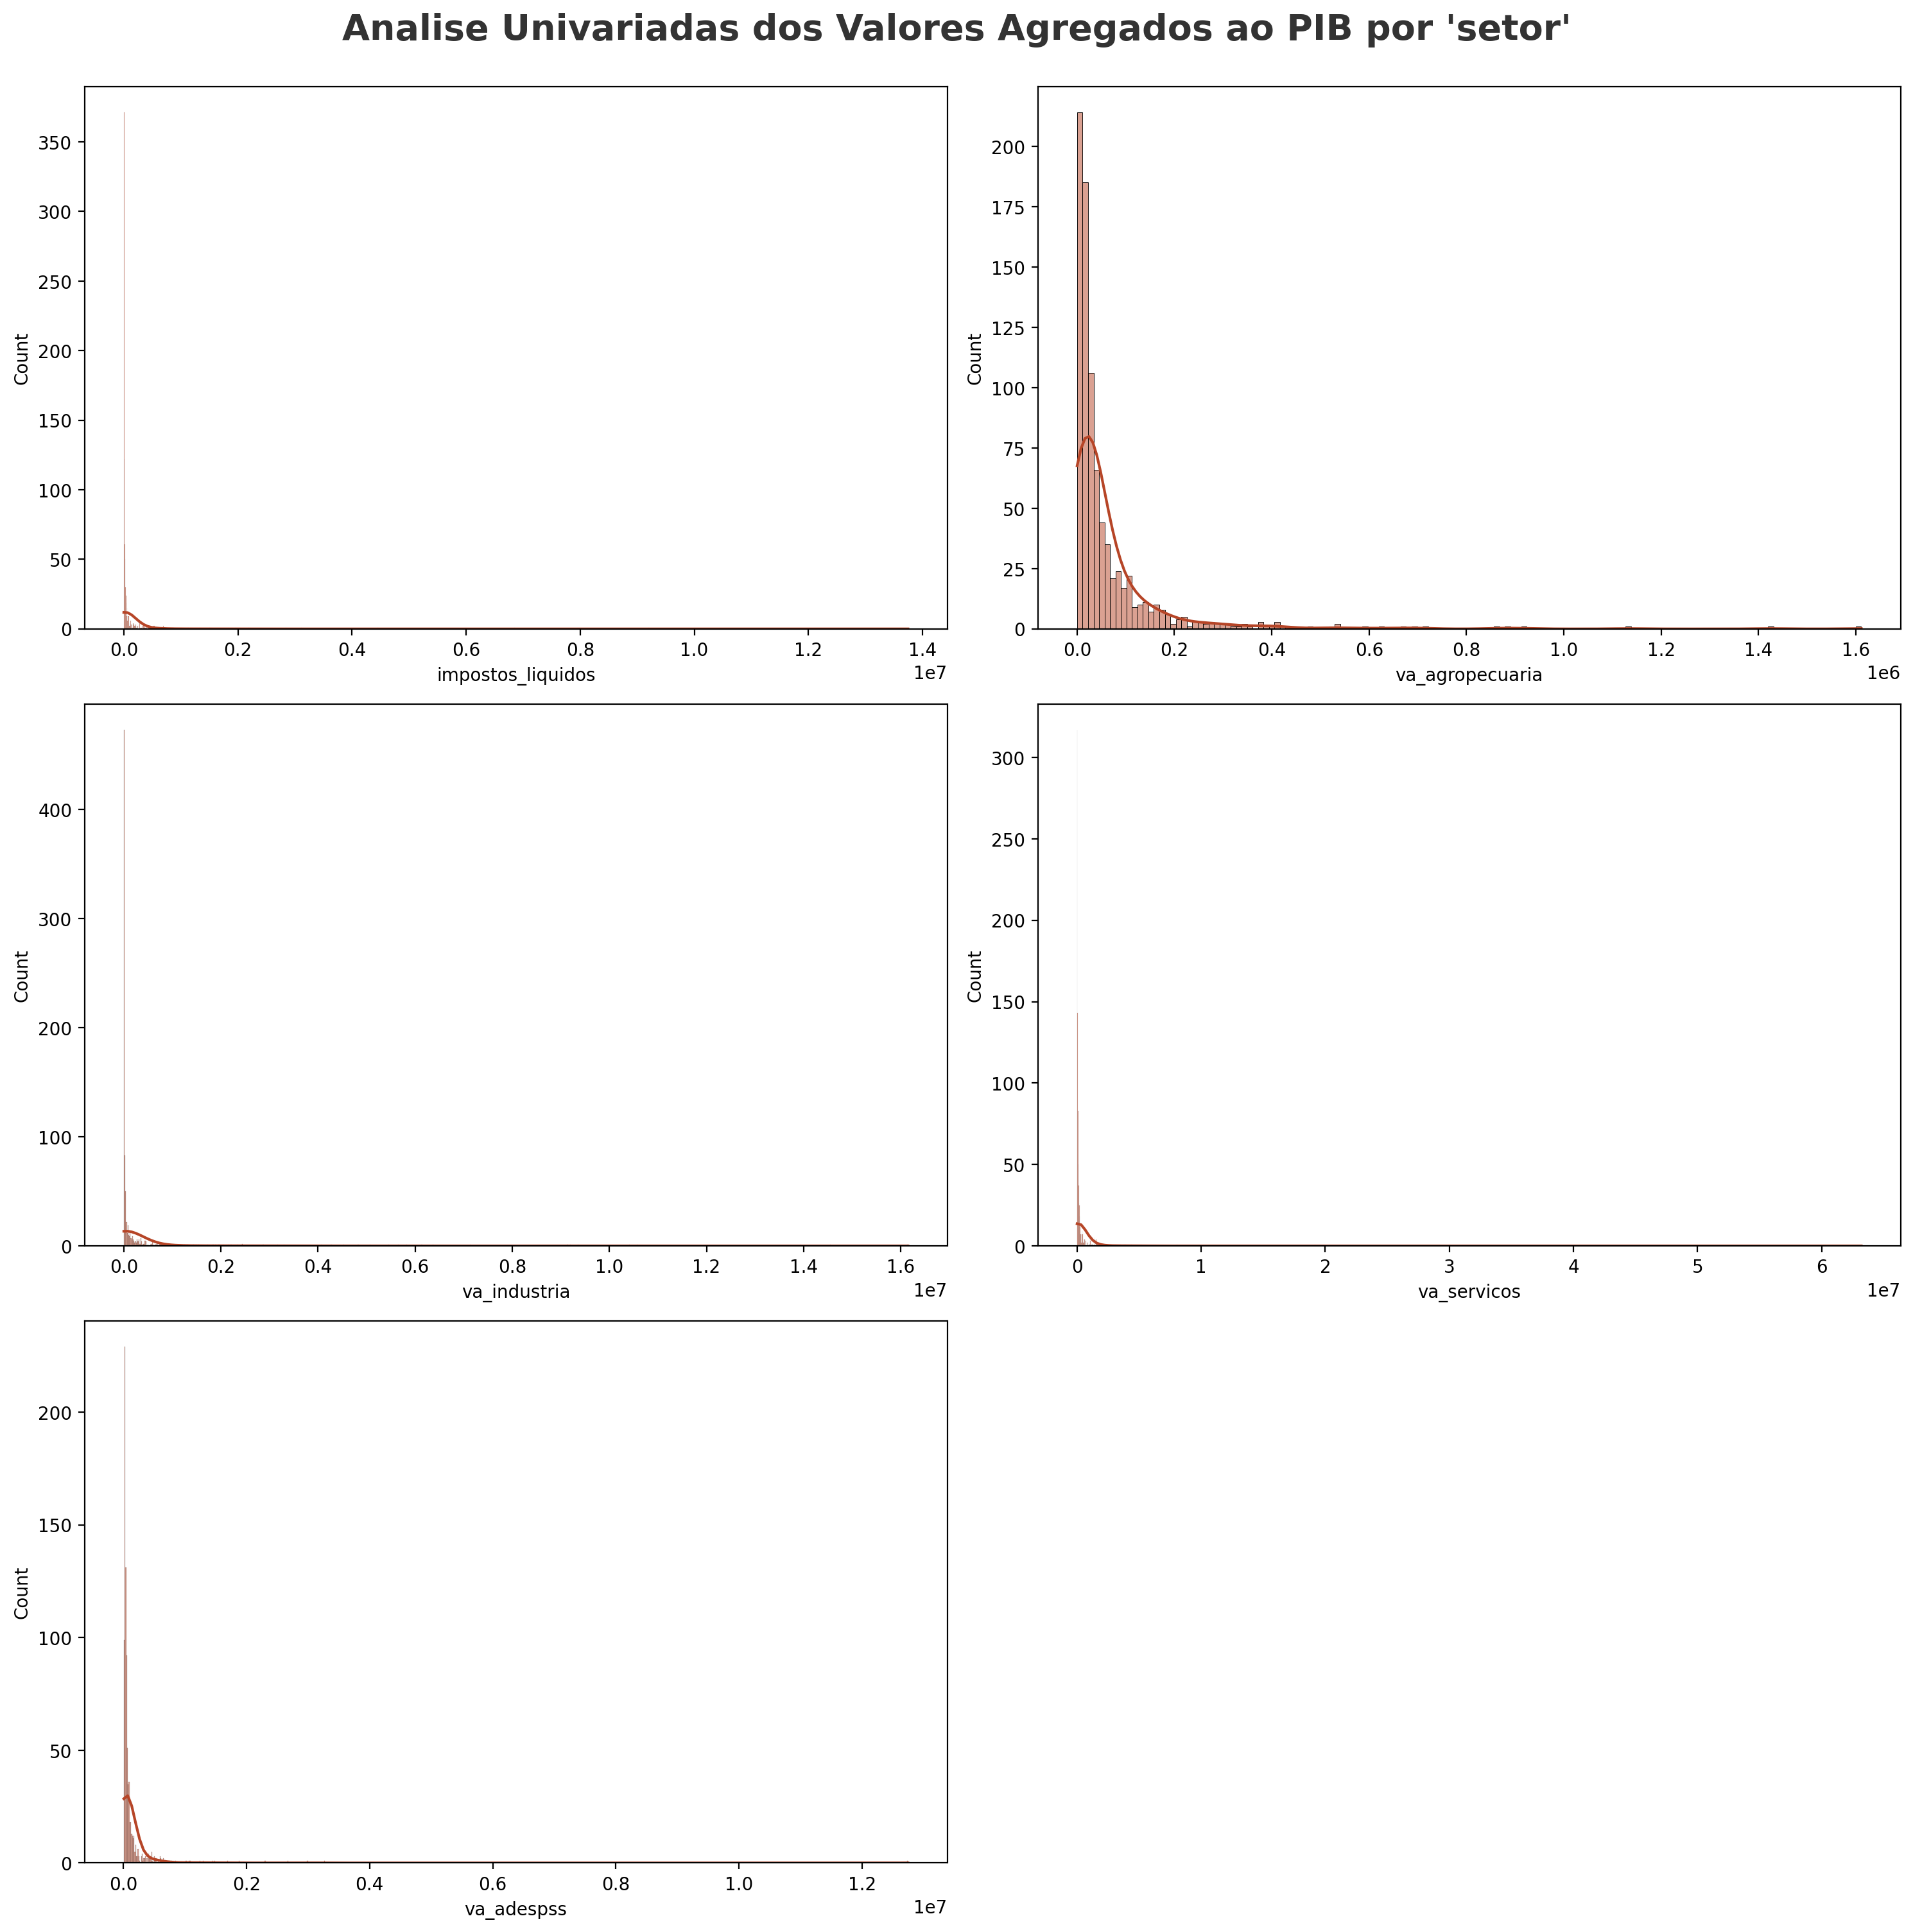 Analise Univariadas dos Valores Agregados ao PIB por 'setor'
350
300
250
200
150
100
50
0
Count
0.0 0.2 0.4 0.6 0.8 1.0 1.2 1.4
1e7
impostos_liquidos
200
175
150
125
100
75
50
25
0
Count
0.0 0.2 0.4 0.6 0.8 1.0 1.2 1.4 1.6
1e6
va_agropecuaria
400
300
200
100
0
Count
0.0 0.2 0.4 0.6 0.8 1.0 1.2 1.4 1.6
1e7
va_industria
300
250
200
150
100
50
0
Count
0 1 2 3 4 5 6
1e7
va_servicos
200
150
100
50
0
Count
0.0 0.2 0.4 0.6 0.8 1.0 1.2
1e7
va_adespss